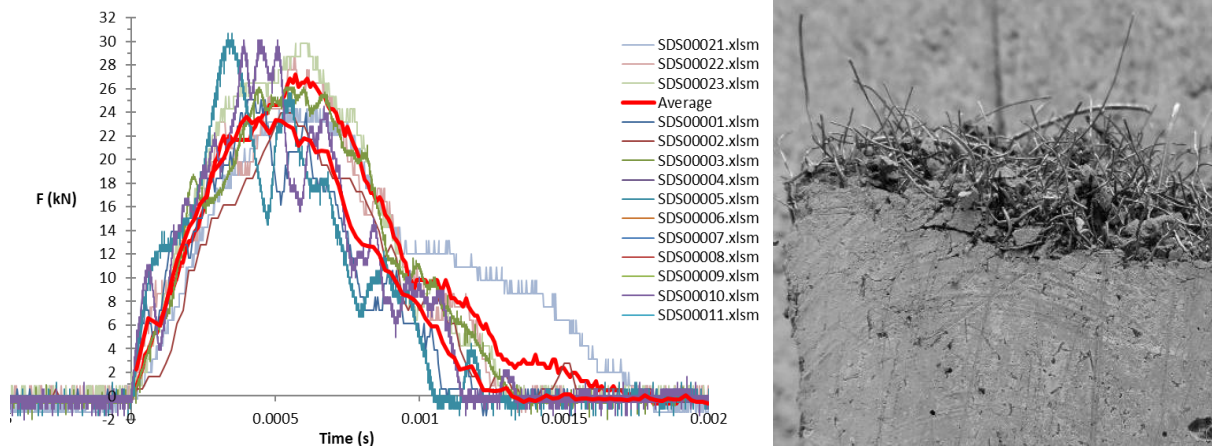 32
30
28
26
24
22
20
18
16
14
12
10
8
6
4
2
0
-2
F (kN)
0 0.0005 0.001 0.0015 0.002
Time (s)
SDS00021.xlsm
SDS00022.xlsm
SDS00023.xlsm
Average
SDS00001.xlsm
SDS00002.xlsm
SDS00003.xlsm
SDS00004.xlsm
SDS00005.xlsm
SDS00006.xlsm
SDS00007.xlsm
SDS00008.xlsm
SDS00009.xlsm
SDS00010.xlsm
SDS00011.xlsm